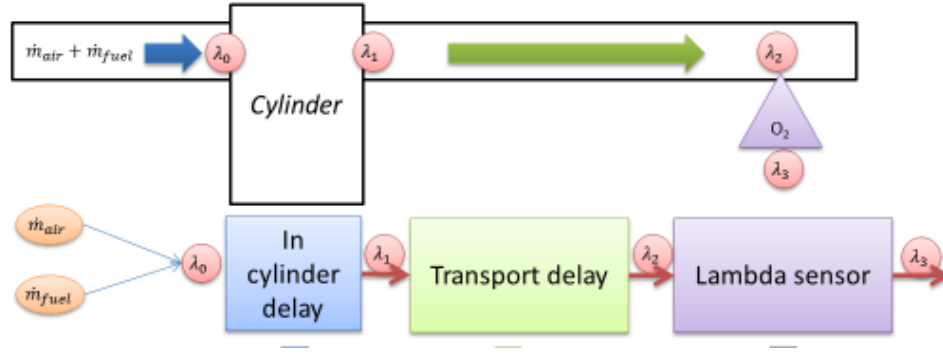 ṁ_air + ṁ_fuel
λ₀
λ₁
λ₂
Cylinder
O₂
λ₃
ṁ_air
ṁ_fuel
λ₀
In
cylinder
delay
λ₁
Transport delay
λ₂
Lambda sensor
λ₃